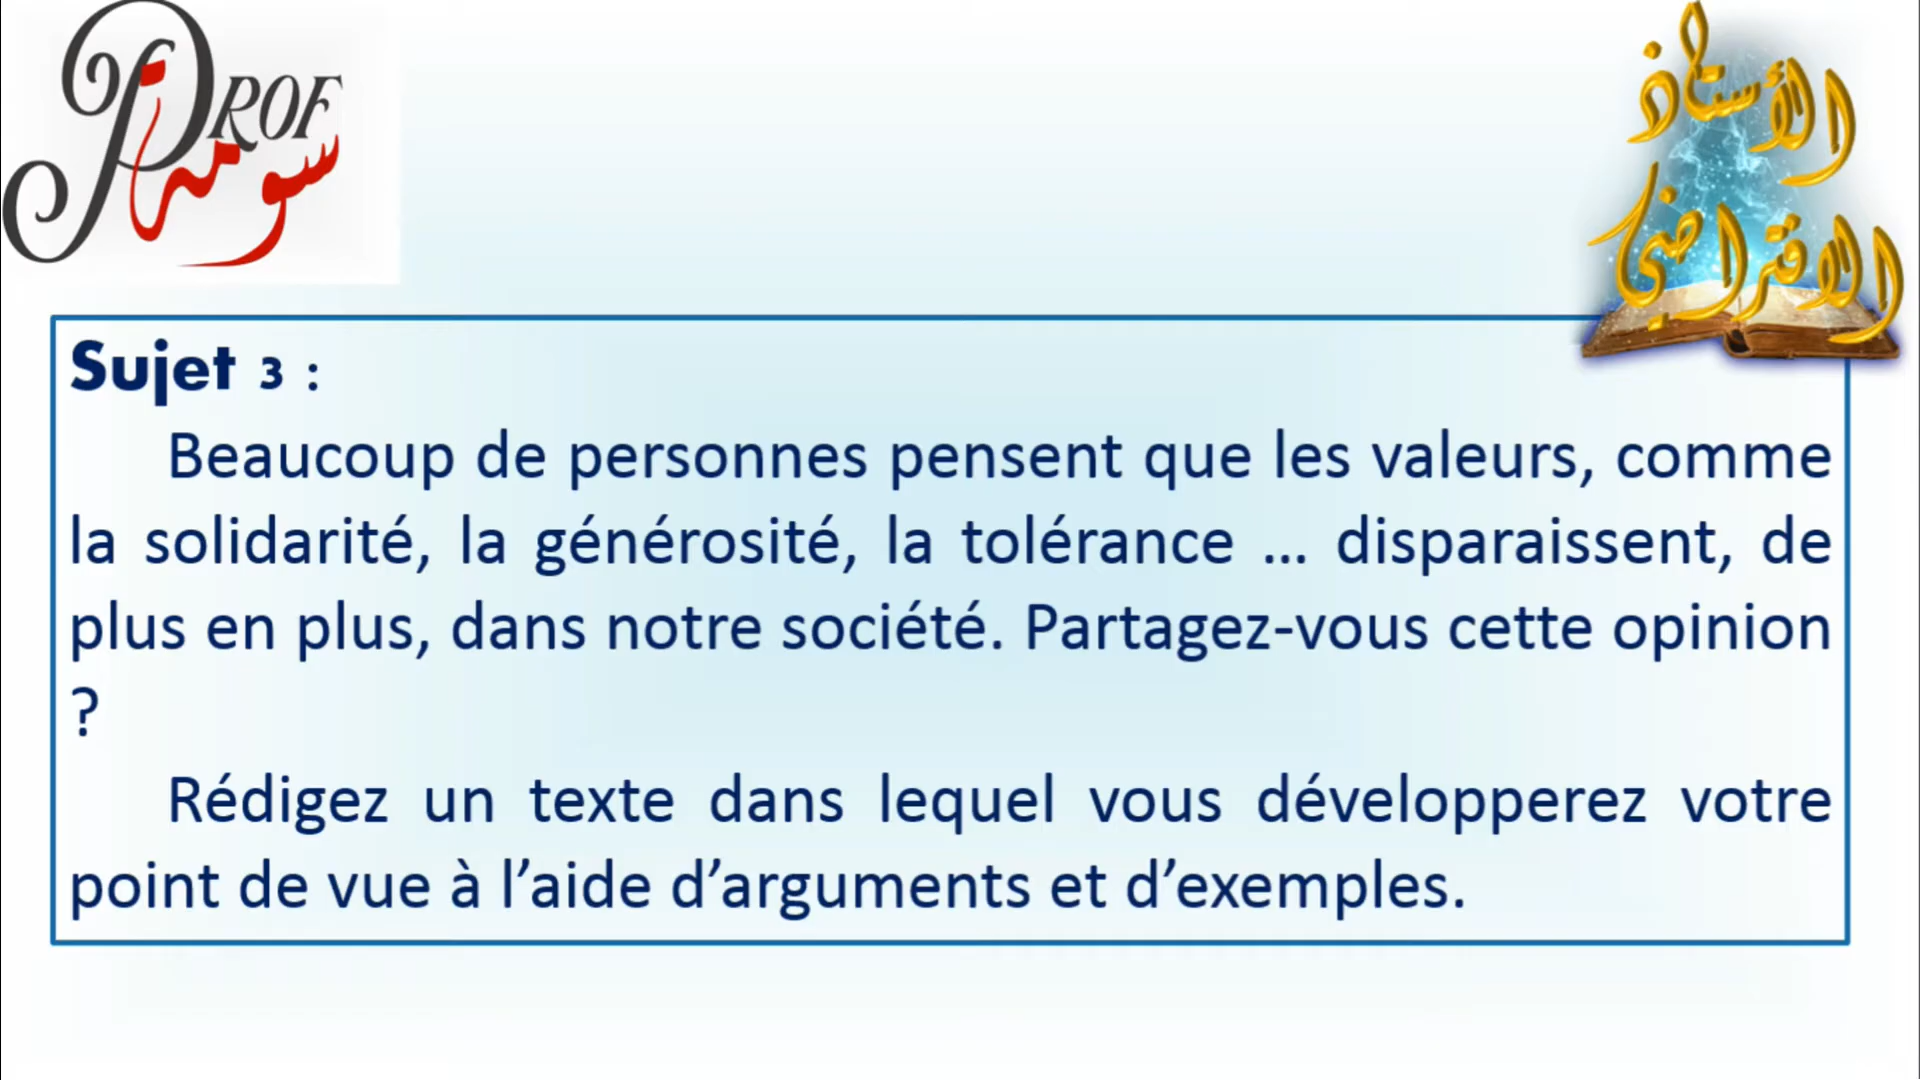 PROF
سومة
الأستاذ
الافتراضي
Sujet 3 :
Beaucoup de personnes pensent que les valeurs, comme
la solidarité, la générosité, la tolérance ... disparaissent, de
plus en plus, dans notre société. Partagez-vous cette opinion
?
Rédigez un texte dans lequel vous développerez votre
point de vue à l’aide d’arguments et d’exemples.